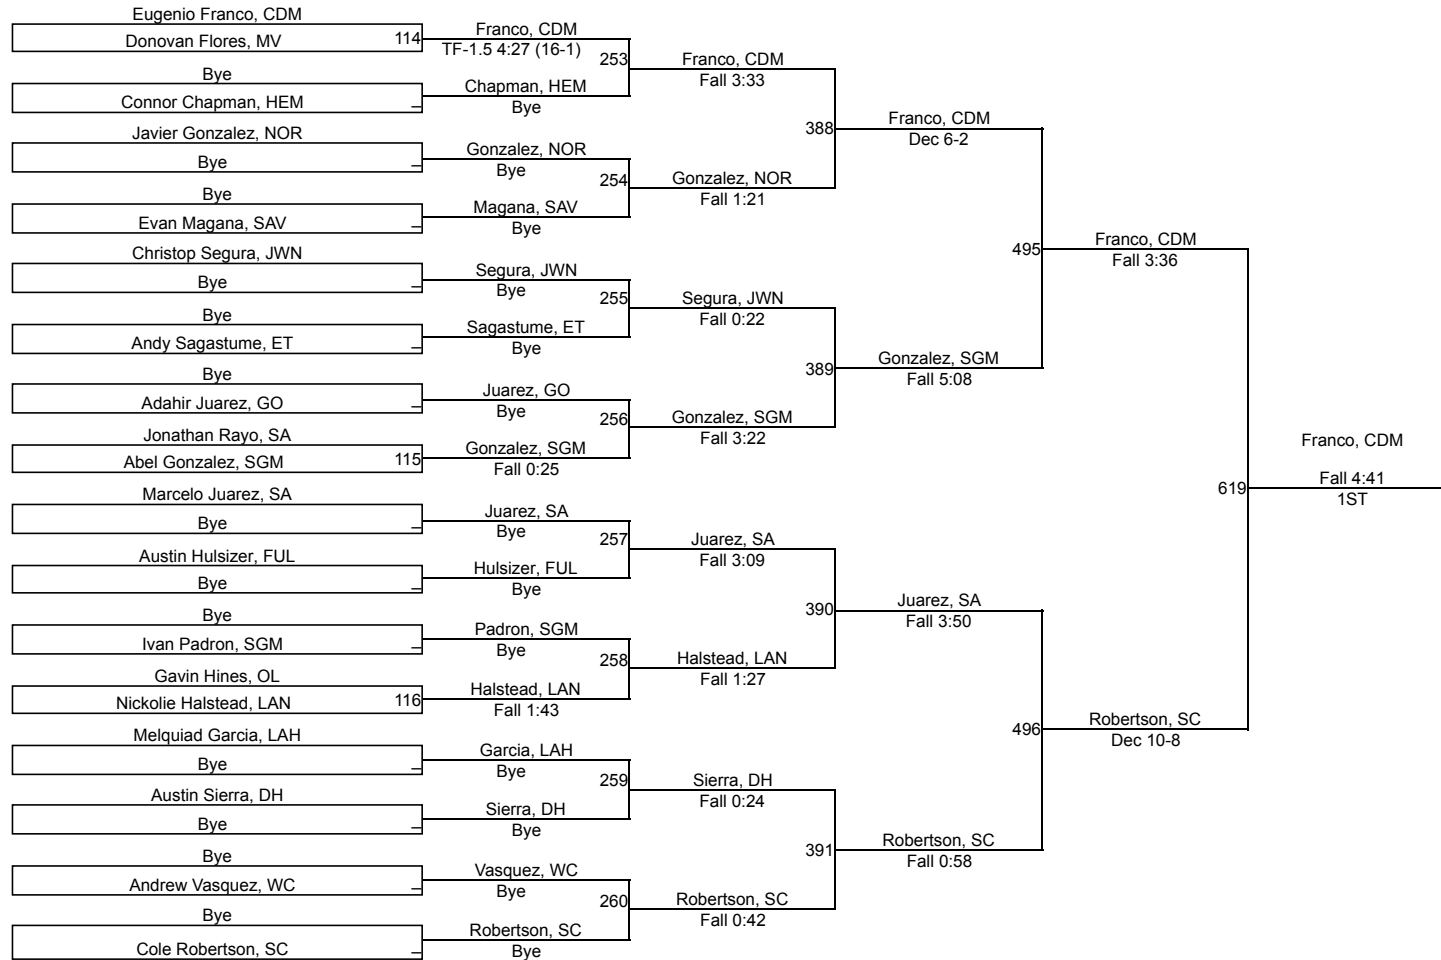 Eugenio Franco, CDM
Donovan Flores, MV 114
Bye
Connor Chapman, HEM _
Javier Gonzalez, NOR
Bye _
Bye
Evan Magana, SAV _
Christop Segura, JWN
Bye _
Bye
Andy Sagastume, ET _
Bye
Adahir Juarez, GO _
Jonathan Rayo, SA
Abel Gonzalez, SGM 115
Marcelo Juarez, SA
Bye _
Austin Hulsizer, FUL
Bye _
Bye
Ivan Padron, SGM _
Gavin Hines, OL
Nickolie Halstead, LAN 116
Melquiad Garcia, LAH
Bye _
Austin Sierra, DH
Bye _
Bye
Andrew Vasquez, WC _
Bye
Cole Robertson, SC _
Franco, CDM
TF-1.5 4:27 (16-1)
253
Chapman, HEM
Bye
Gonzalez, NOR
Bye
254
Magana, SAV
Bye
Segura, JWN
Bye
255
Sagastume, ET
Bye
Juarez, GO
Bye
256
Gonzalez, SGM
Fall 0:25
Juarez, SA
Bye
257
Hulsizer, FUL
Bye
Padron, SGM
Bye
258
Halstead, LAN
Fall 1:43
Garcia, LAH
Bye
259
Sierra, DH
Bye
Vasquez, WC
Bye
260
Robertson, SC
Bye
Franco, CDM
Fall 3:33
388
Gonzalez, NOR
Fall 1:21
Segura, JWN
Fall 0:22
389
Gonzalez, SGM
Fall 3:22
Juarez, SA
Fall 3:09
390
Halstead, LAN
Fall 1:27
Sierra, DH
Fall 0:24
391
Robertson, SC
Fall 0:42
Franco, CDM
Dec 6-2
495
Gonzalez, SGM
Fall 5:08
Juarez, SA
Fall 3:50
496
Robertson, SC
Fall 0:58
Franco, CDM
Fall 3:36
619
Robertson, SC
Dec 10-8
Franco, CDM
Fall 4:41
1ST